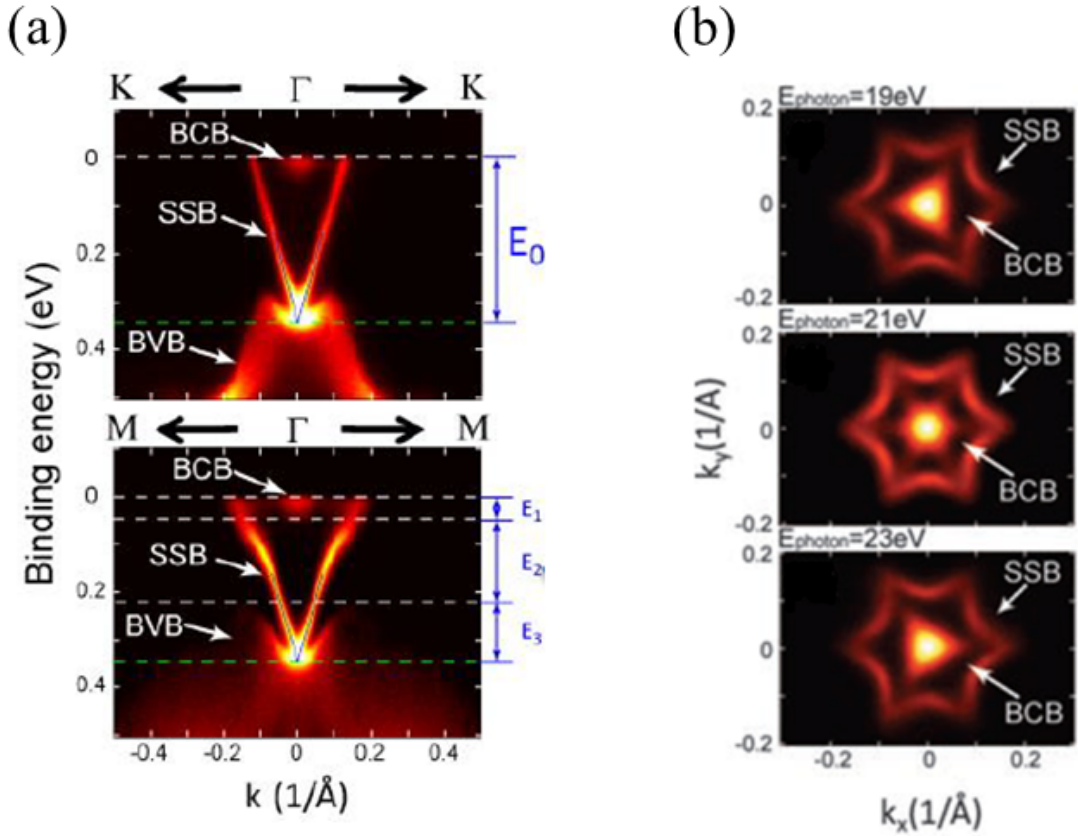 (a)
K Γ K
BCB
0
SSB
0.2
E0
BVB
0.4
M Γ M
BCB
0
E1
SSB
E2
0.2
BVB
E3
0.4
-0.4 -0.2 0 0.2 0.4
k (1/Å)
Binding energy (eV)
(b)
Ephoton=19eV
0.2
SSB
0
BCB
-0.2
Ephoton=21eV
0.2
SSB
0
BCB
-0.2
Ephoton=23eV
0.2
SSB
0
BCB
-0.2
-0.2 0 0.2
kx(1/Å)
ky(1/Å)